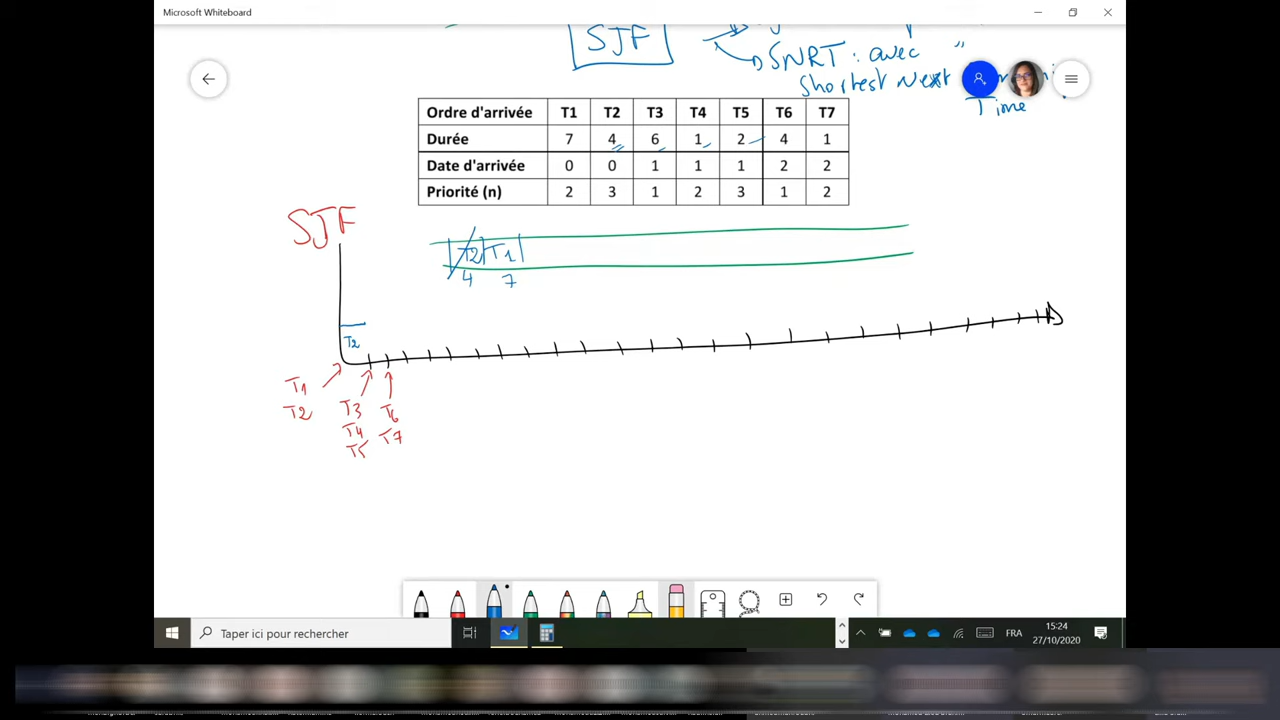 Microsoft Whiteboard
SJF
SNRT : avec "
Shortest Next
Time
Ordre d'arrivée T1 T2 T3 T4 T5 T6 T7
Durée 7 4 6 1 2 4 1
Date d'arrivée 0 0 1 1 1 2 2
Priorité (n) 2 3 1 2 3 1 2
SJF
T2 T1
4 7
T2
T1
T2
T3
T4
T5
T6
T7
Taper ici pour rechercher
FRA
15:24
27/10/2020